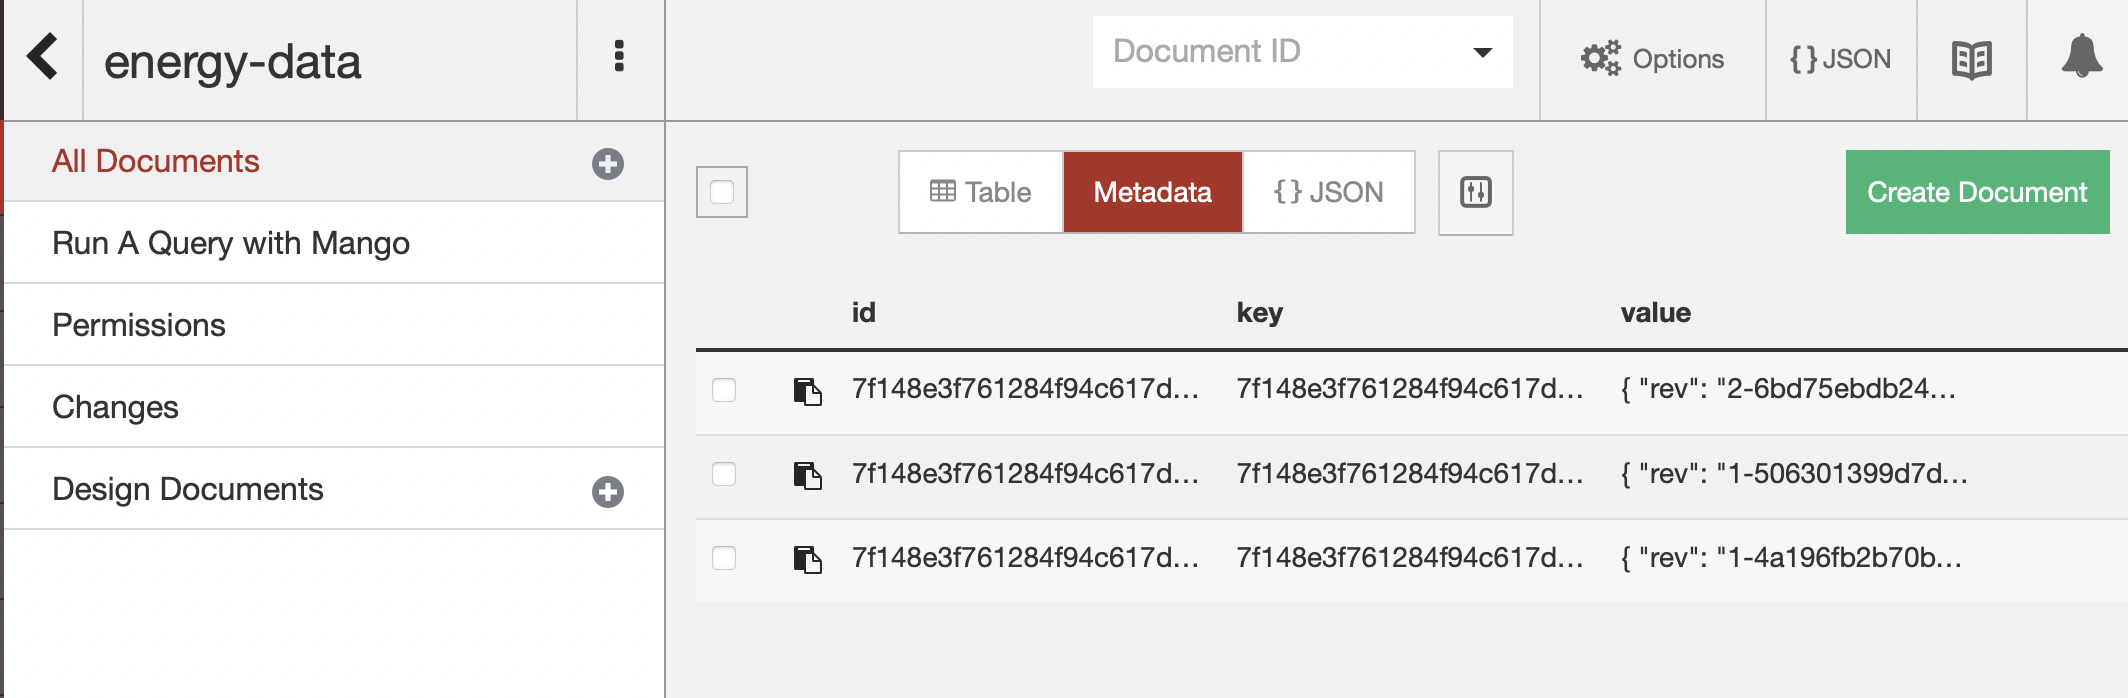 energy-data
Document ID
Options
{} JSON
All Documents
Run A Query with Mango
Permissions
Changes
Design Documents
Table
Metadata
{} JSON
Create Document
id key value
7f148e3f761284f94c617d... 7f148e3f761284f94c617d... { "rev": "2-6bd75ebdb24...
7f148e3f761284f94c617d... 7f148e3f761284f94c617d... { "rev": "1-506301399d7d...
7f148e3f761284f94c617d... 7f148e3f761284f94c617d... { "rev": "1-4a196fb2b70b...